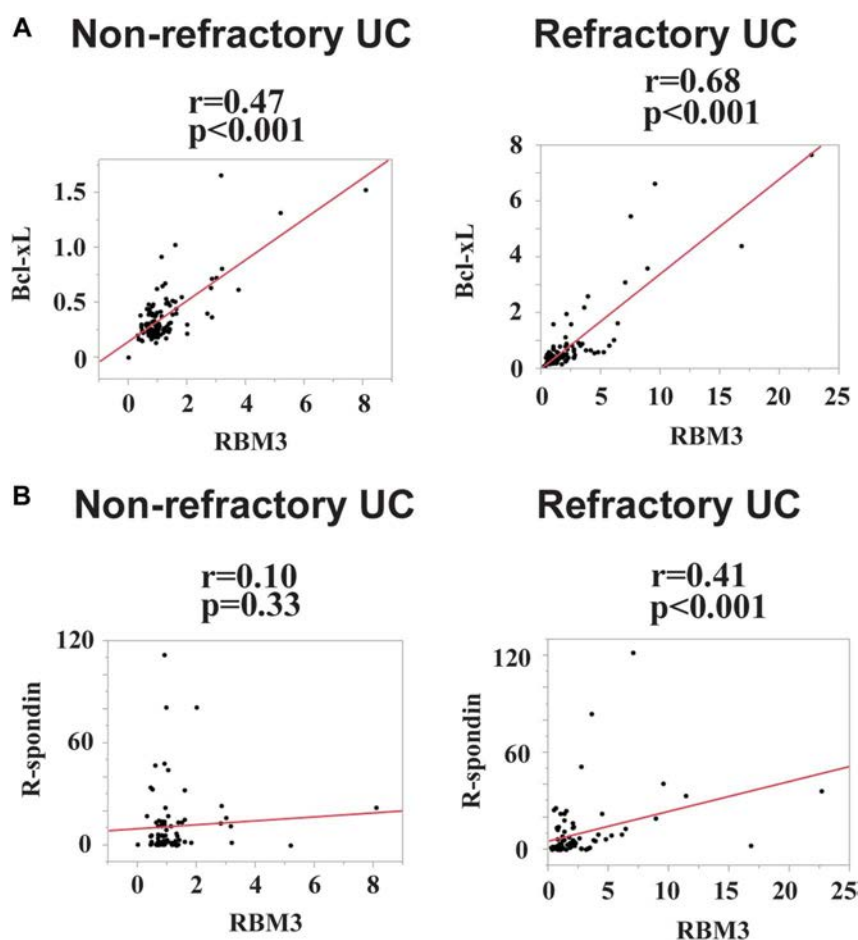 A Non-refractory UC Refractory UC
r=0.47
p<0.001
r=0.68
p<0.001
Bcl-xL
1.5
1.0
0.5
0
0 2 4 6 8
RBM3
Bcl-xL
8
6
4
2
0
0 5 10 15 20 25
RBM3
B Non-refractory UC Refractory UC
r=0.10
p=0.33
r=0.41
p<0.001
R-spondin
120
60
0
0 2 4 6 8
RBM3
R-spondin
120
60
0
0 5 10 15 20 25
RBM3